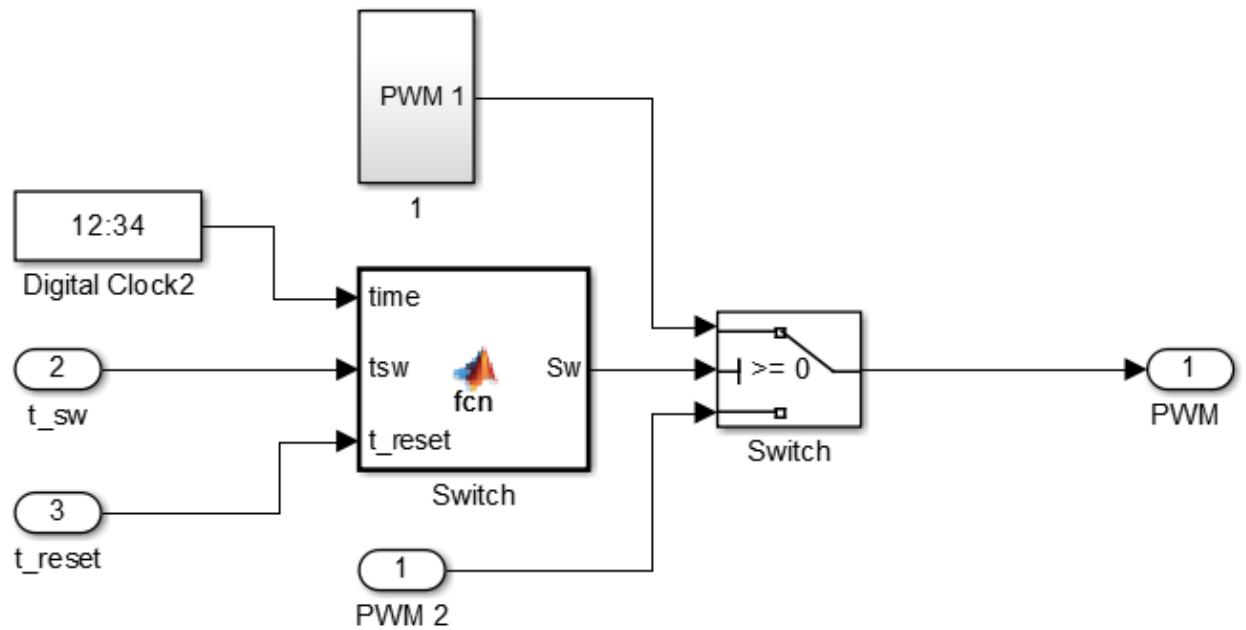 PWM 1
1
12:34
Digital Clock2
time
2
tsw
Sw
>= 0
1
fcn
t_sw
PWM
t_reset
Switch
Switch
3
t_reset
1
PWM 2